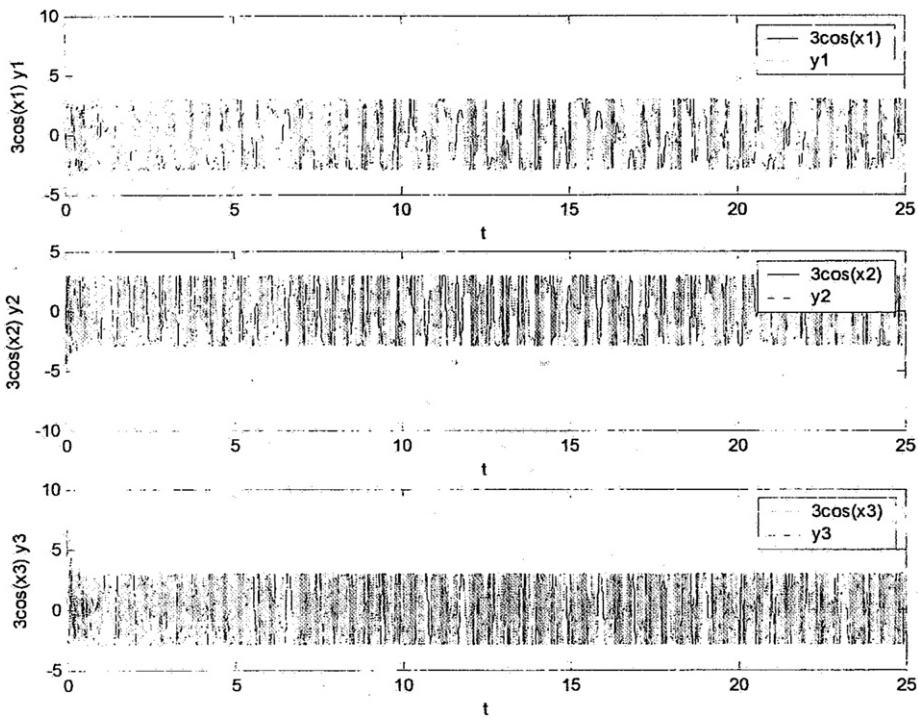 10
5
0
-5
3cos(x1) y1
3cos(x1)
y1
0 5 10 15 20 25
t
5
0
-5
-10
3cos(x2) y2
3cos(x2)
y2
0 5 10 15 20 25
t
10
5
0
-5
3cos(x3) y3
3cos(x3)
y3
0 5 10 15 20 25
t